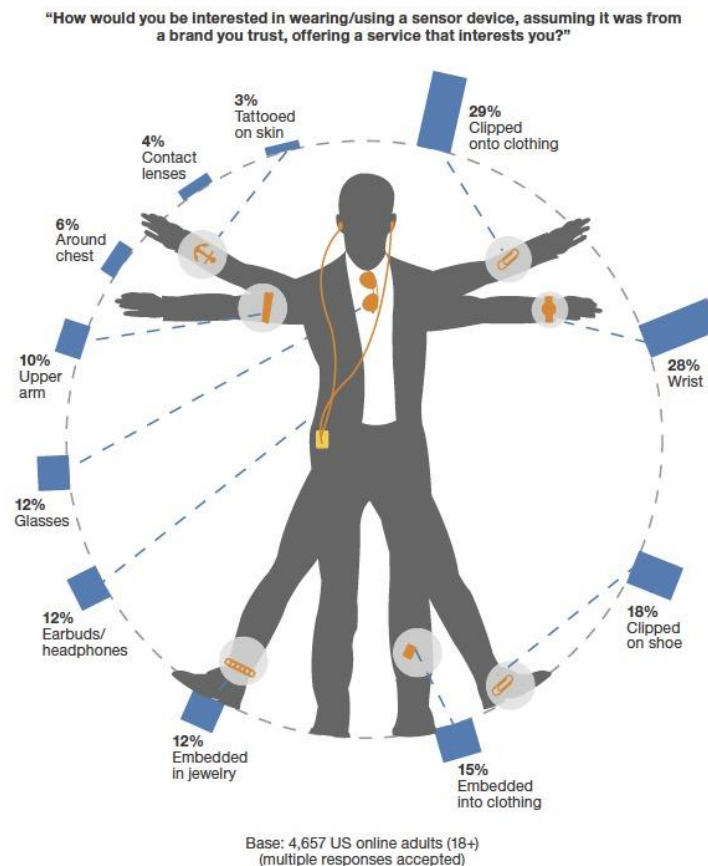 “How would you be interested in wearing/using a sensor device, assuming it was from
a brand you trust, offering a service that interests you?”
3%
Tattooed
on skin
29%
Clipped
onto clothing
4%
Contact
lenses
6%
Around
chest
10%
Upper
arm
28%
Wrist
12%
Glasses
12%
Earbuds/
headphones
18%
Clipped
on shoe
12%
Embedded
in jewelry
15%
Embedded
into clothing
Base: 4,657 US online adults (18+)
(multiple responses accepted)